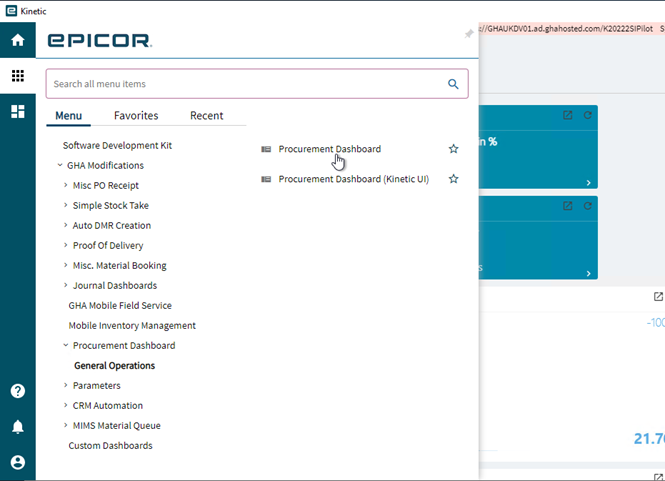 Kinetic
EPICOR
://GHAUKDV01.ad.ghahosted.com/K20222SIPilot
Search all menu items
Menu Favorites Recent
Software Development Kit
GHA Modifications
Misc PO Receipt
Simple Stock Take
Auto DMR Creation
Proof Of Delivery
Misc. Material Booking
Journal Dashboards
GHA Mobile Field Service
Mobile Inventory Management
Procurement Dashboard
General Operations
Parameters
CRM Automation
MIMS Material Queue
Custom Dashboards
Procurement Dashboard
Procurement Dashboard (Kinetic UI)
in %
-100
21.76